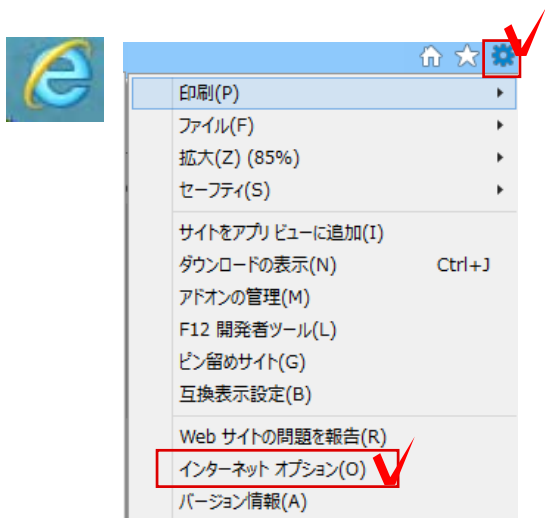 印刷(P)
ファイル(F)
拡大(Z) (85%)
セーフティ(S)
サイトをアプリ ビューに追加(I)
ダウンロードの表示(N) Ctrl+J
アドオンの管理(M)
F12 開発者ツール(L)
ピン留めサイト(G)
互換表示設定(B)
Web サイトの問題を報告(R)
インターネット オプション(O)
バージョン情報(A)